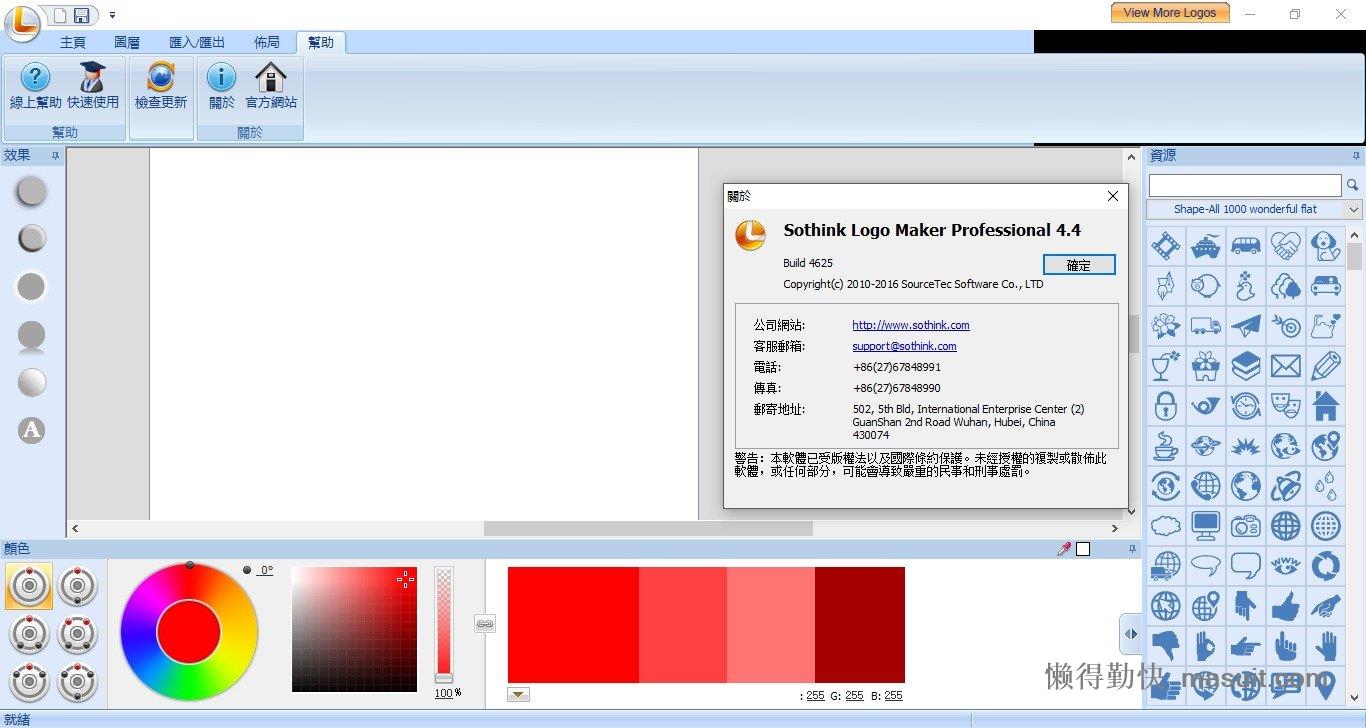 View More Logos
主頁 圖層 匯入/匯出 佈局 幫助
線上幫助 快速使用 檢查更新 關於 官方網站
幫助 關於
效果
資源
Shape-All 1000 wonderful flat
關於
Sothink Logo Maker Professional 4.4
Build 4625
確定
Copyright(c) 2010-2016 SourceTec Software Co., LTD
公司網站: http://www.sothink.com
客服郵箱: support@sothink.com
電話: +86(27)67848991
傳真: +86(27)67848990
郵寄地址: 502, 5th Bld, International Enterprise Center (2)
GuanShan 2nd Road Wuhan, Hubei, China
430074
警告：本軟體已受版權法以及國際條約保護。未經授權的複製或散佈此
軟體，或任何部分，可能會導致嚴重的民事和刑事處罰。
A
顏色
0°
100 %
: 255 G: 255 B: 255
WWW
懒得勤快 masuit.com
就緒